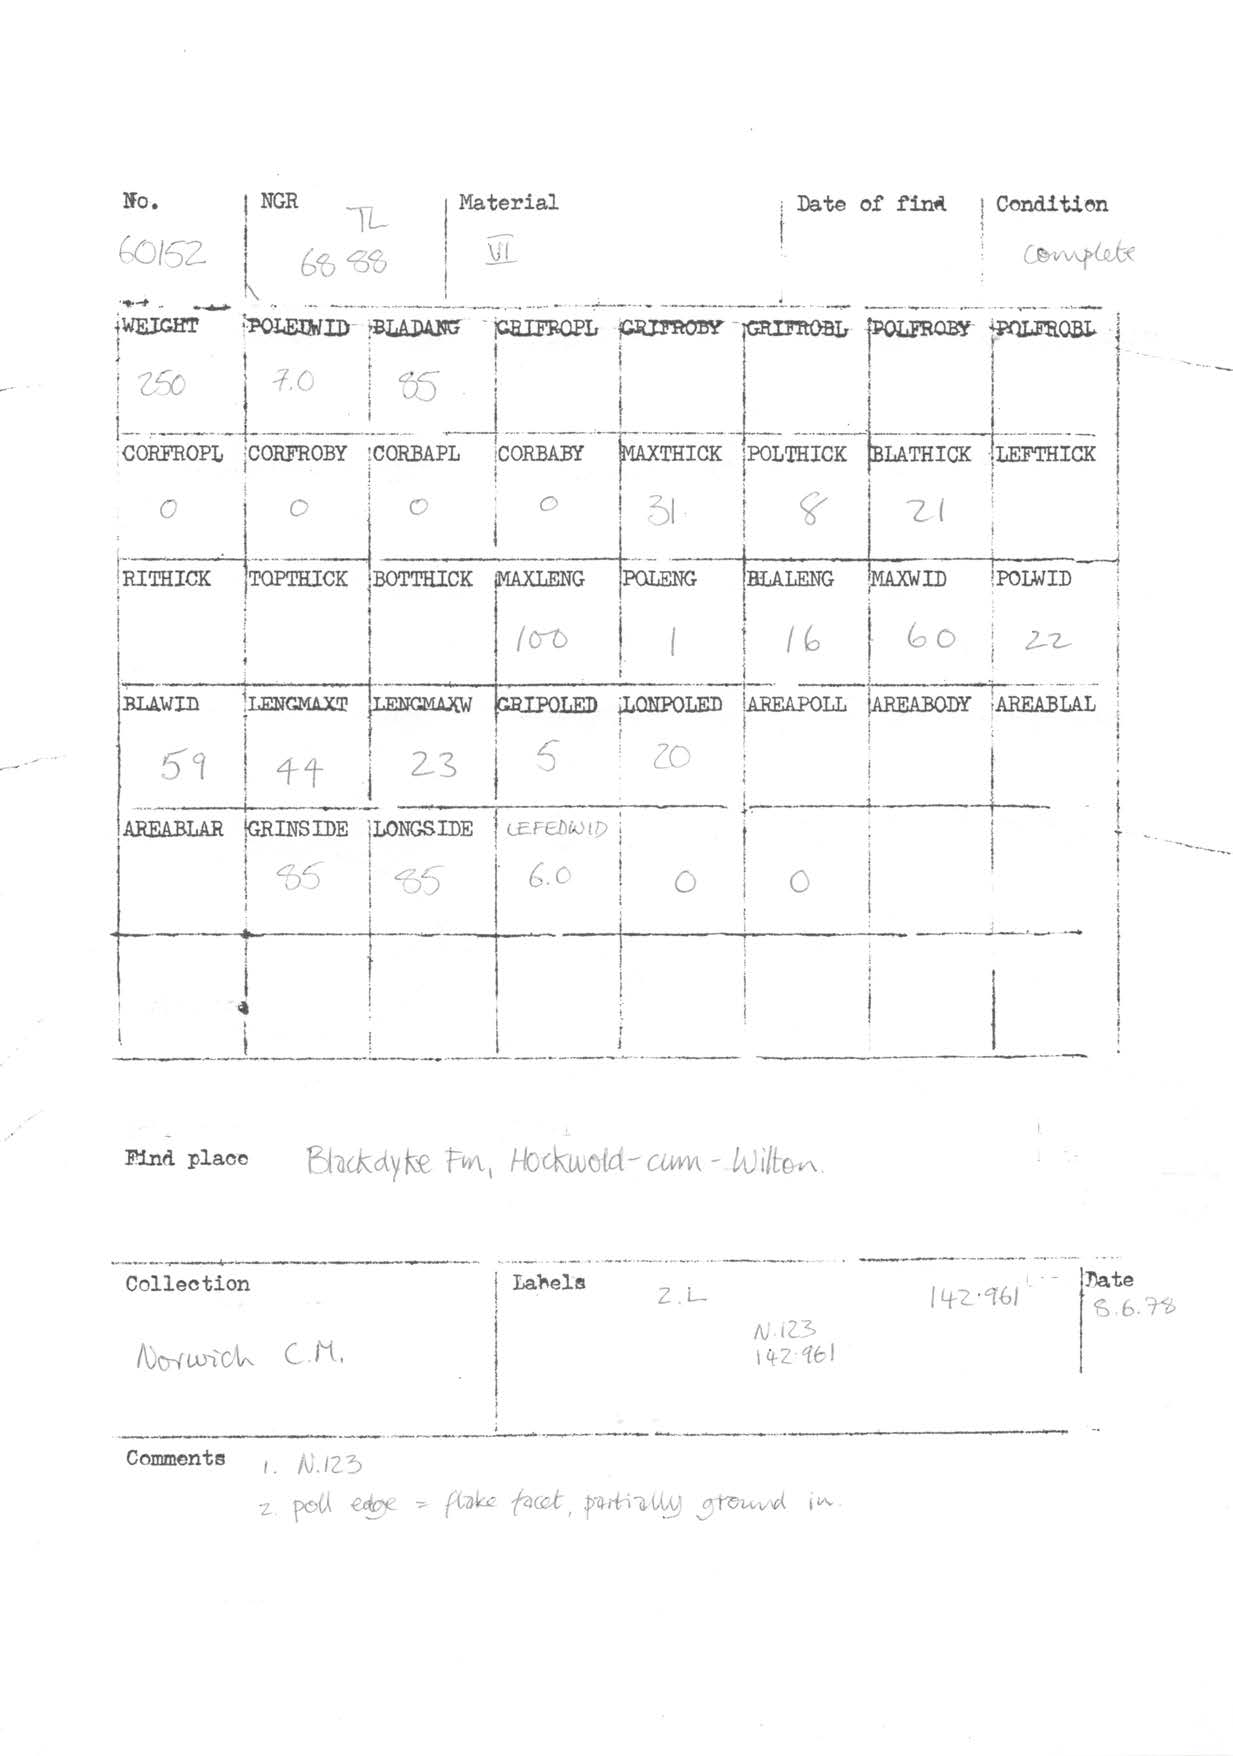 No. NGR Material Date of find Condition
60152 TL 68 88 VI complete
WEIGHT POLEDWID BLADANG GRIFROPL GRIFROBY GRIFROBL POLFROBY POLFROBL
250 7.0 85
CORFROPL CORFROBY CORBAPL CORBABY MAXTHICK POLTHICK BLATHICK LEFTHICK
0 0 0 0 31 8 21
RITHICK TOPTHICK BOTTHICK MAXLENG POLENG BLALENG MAXWID POLWID
100 1 16 60 22
BLAWID LENGMAXT LENGMAXW GRIPOLED LONPOLED AREAPOLL AREABODY AREABLAL
59 44 23 5 20
AREABLAR GRINSIDE LONGSIDE LEFEDWID
85 85 6.0 0 0
Find place Blackdyke Fm, Hockwold-cum-Wilton.
Collection Labels Date
2.L 142.961 8.6.78
N.123
Norwich C.M. 142.961
Comments 1. N.123
2. poll edge = flake facet, partially ground in.